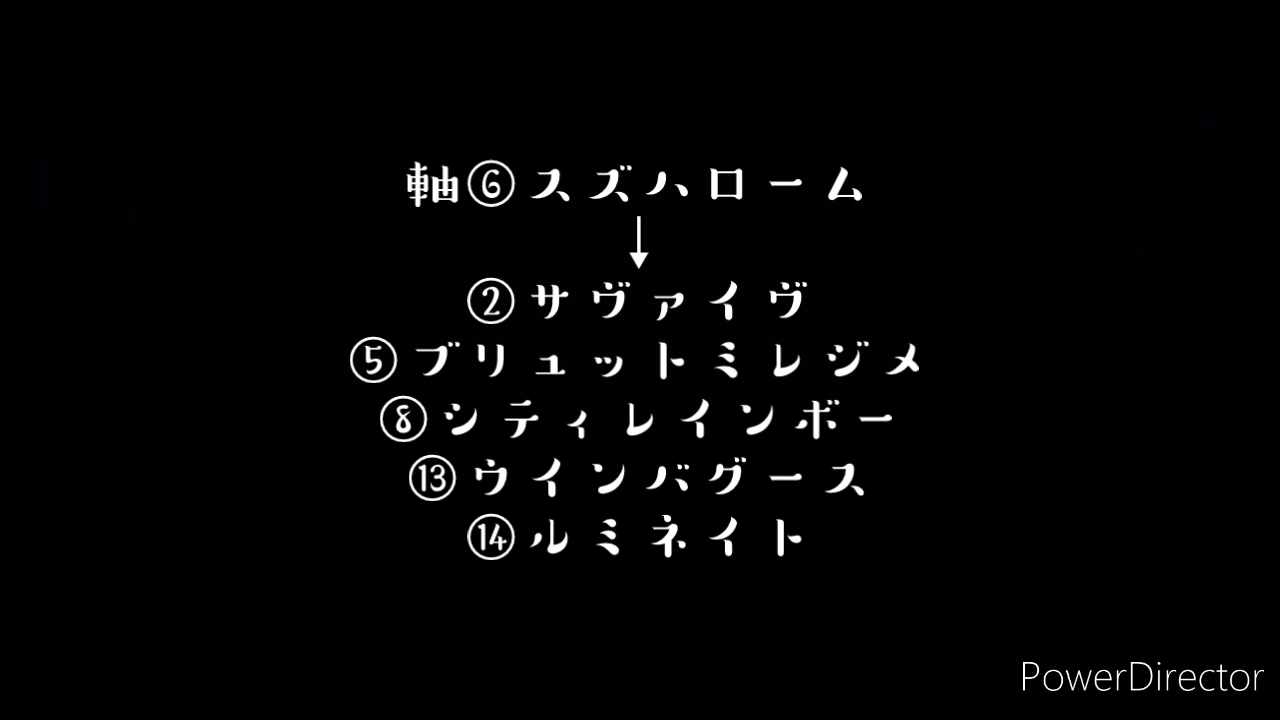 軸⑥スズハローム
↓
②サヴァイヴ
⑤ブリュットミレジメ
⑧シティレインボー
⑬ウインバグース
⑭ルミネイト
PowerDirector